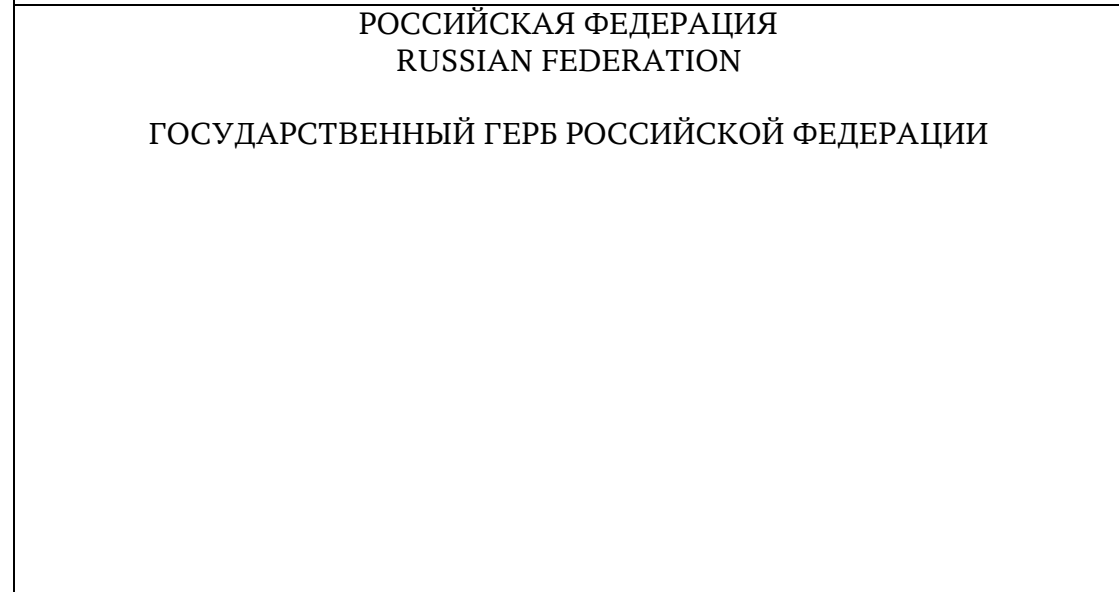 РОССИЙСКАЯ ФЕДЕРАЦИЯ
RUSSIAN FEDERATION
ГОСУДАРСТВЕННЫЙ ГЕРБ РОССИЙСКОЙ ФЕДЕРАЦИИ